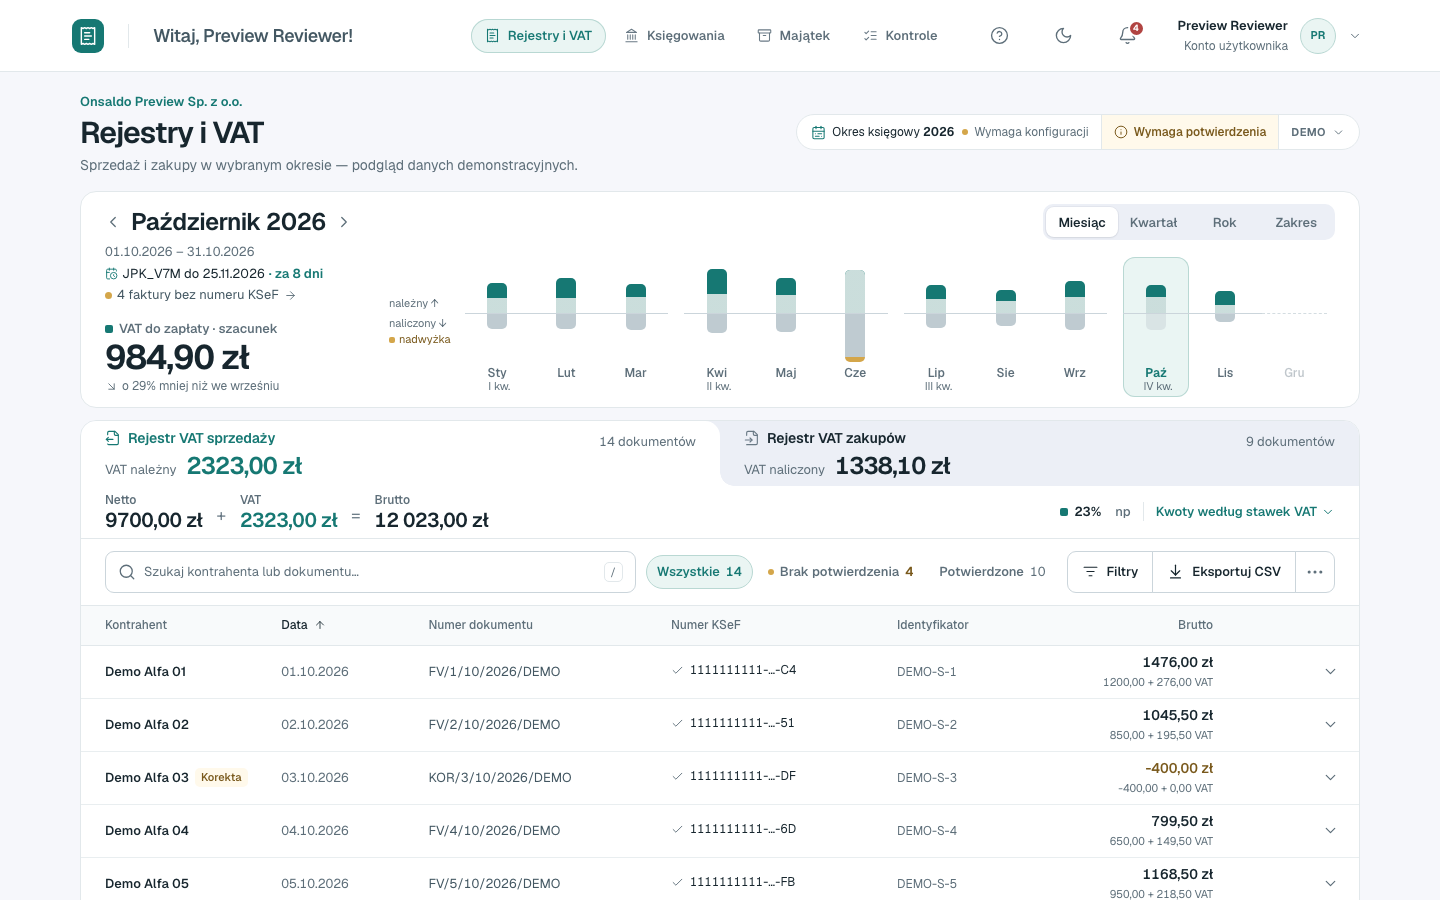 Witaj, Preview Reviewer!
Rejestry i VAT
Księgowania
Majątek
Kontrole
4
Preview Reviewer
Konto użytkownika
PR
Onsaldo Preview Sp. z o.o.
Rejestry i VAT
Sprzedaż i zakupy w wybranym okresie — podgląd danych demonstracyjnych.
Okres księgowy 2026 Wymaga konfiguracji
Wymaga potwierdzenia
DEMO
Październik 2026
Miesiąc Kwartał Rok Zakres
01.10.2026 – 31.10.2026
JPK_V7M do 25.11.2026 · za 8 dni
4 faktury bez numeru KSeF →
VAT do zapłaty · szacunek
984,90 zł
↘ o 29% mniej niż we wrześniu
należny ↑
naliczony ↓
nadwyżka
Sty Lut Mar Kwi Maj Cze Lip Sie Wrz Paź Lis Gru
I kw. II kw. III kw. IV kw.
Rejestr VAT sprzedaży
14 dokumentów
VAT należny 2323,00 zł
Rejestr VAT zakupów
9 dokumentów
VAT naliczony 1338,10 zł
Netto VAT Brutto
9700,00 zł + 2323,00 zł = 12 023,00 zł
23% np Kwoty według stawek VAT
Szukaj kontrahenta lub dokumentu... /
Wszystkie 14
Brak potwierdzenia 4
Potwierdzone 10
Filtry
Eksportuj CSV
Kontrahent Data ↑ Numer dokumentu Numer KSeF Identyfikator Brutto
Demo Alfa 01 01.10.2026 FV/1/10/2026/DEMO 1111111111-...-C4 DEMO-S-1 1476,00 zł
1200,00 + 276,00 VAT
Demo Alfa 02 02.10.2026 FV/2/10/2026/DEMO 1111111111-...-51 DEMO-S-2 1045,50 zł
850,00 + 195,50 VAT
Demo Alfa 03 Korekta 03.10.2026 KOR/3/10/2026/DEMO 1111111111-...-DF DEMO-S-3 -400,00 zł
-400,00 + 0,00 VAT
Demo Alfa 04 04.10.2026 FV/4/10/2026/DEMO 1111111111-...-6D DEMO-S-4 799,50 zł
650,00 + 149,50 VAT
Demo Alfa 05 05.10.2026 FV/5/10/2026/DEMO 1111111111-...-FB DEMO-S-5 1168,50 zł
950,00 + 218,50 VAT